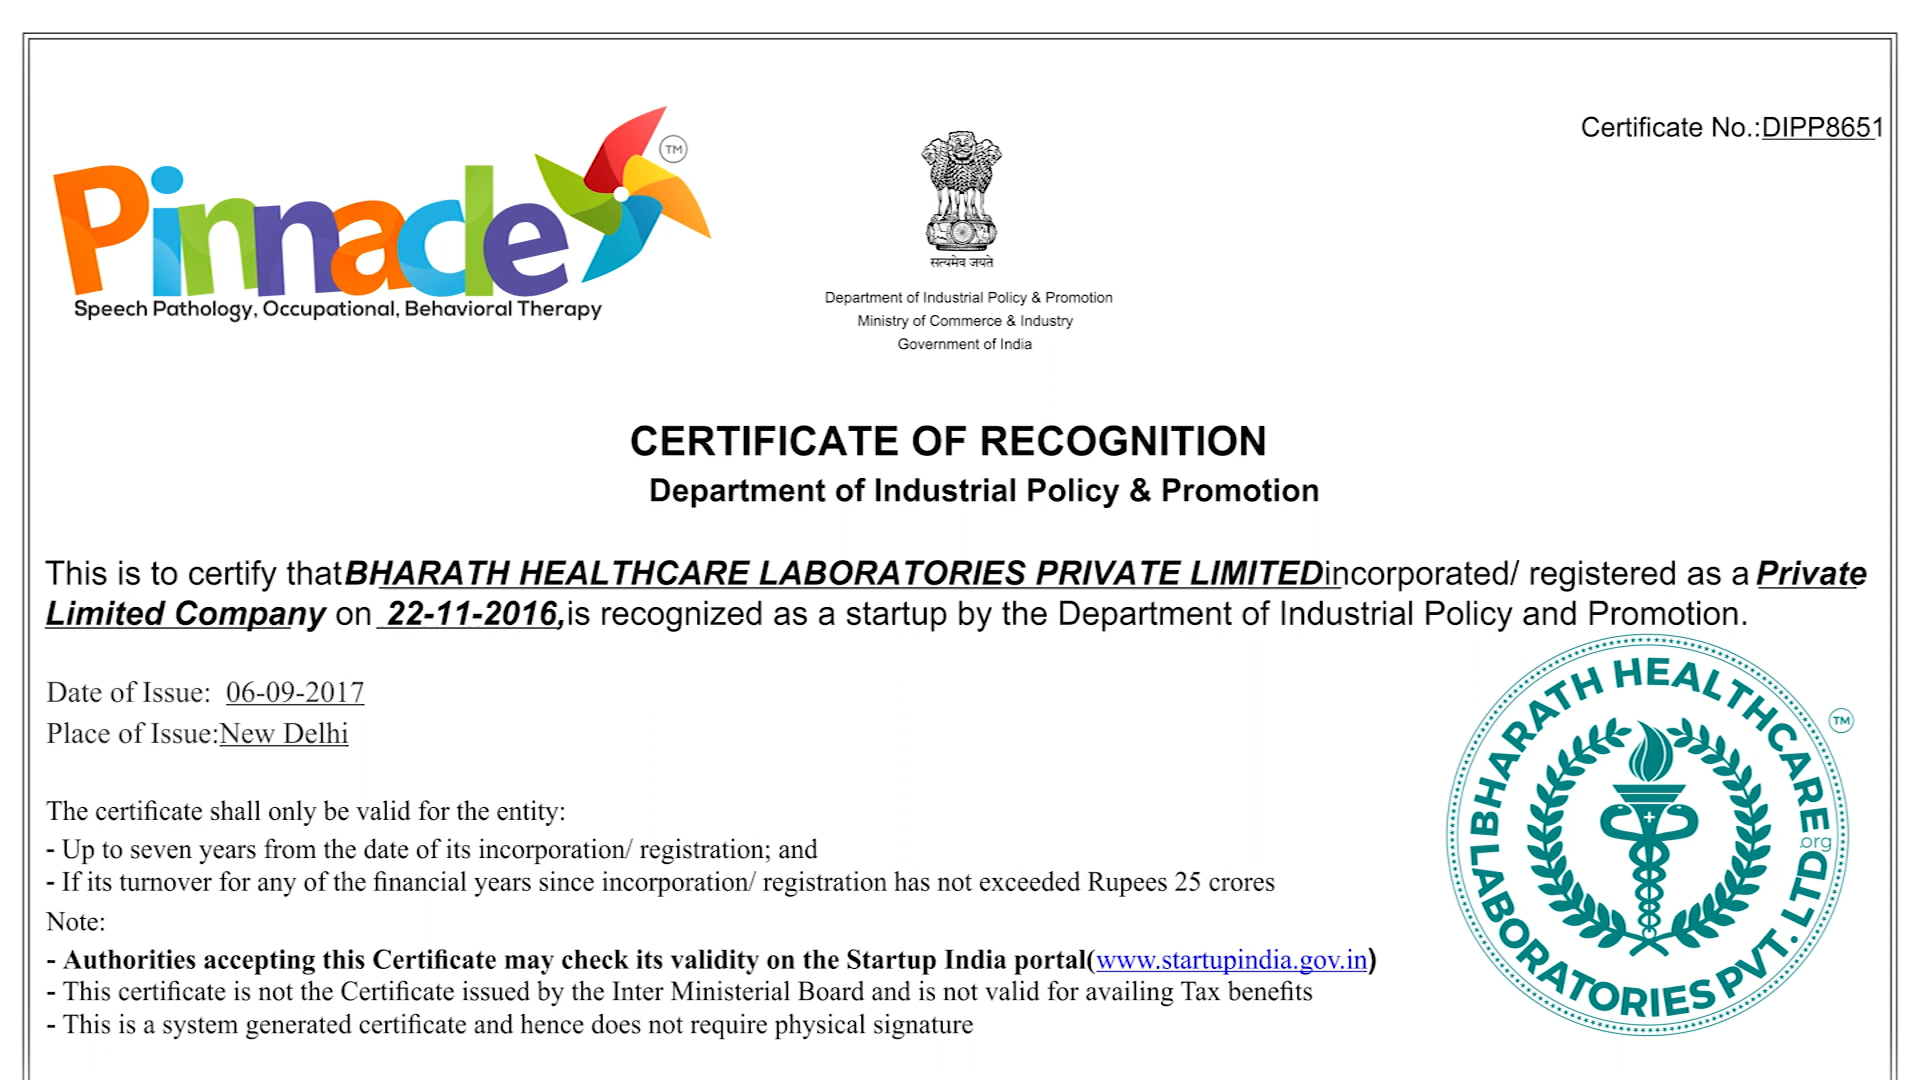 Certificate No.:DIPP8651
Pinnacle
TM
Speech Pathology, Occupational, Behavioral Therapy
सत्यमेव जयते
Department of Industrial Policy & Promotion
Ministry of Commerce & Industry
Government of India
CERTIFICATE OF RECOGNITION
Department of Industrial Policy & Promotion
This is to certify that BHARATH HEALTHCARE LABORATORIES PRIVATE LIMITED incorporated/ registered as a Private
Limited Company on 22-11-2016, is recognized as a startup by the Department of Industrial Policy and Promotion.
Date of Issue: 06-09-2017
Place of Issue:New Delhi
The certificate shall only be valid for the entity:
- Up to seven years from the date of its incorporation/ registration; and
- If its turnover for any of the financial years since incorporation/ registration has not exceeded Rupees 25 crores
Note:
- Authorities accepting this Certificate may check its validity on the Startup India portal(www.startupindia.gov.in)
- This certificate is not the Certificate issued by the Inter Ministerial Board and is not valid for availing Tax benefits
- This is a system generated certificate and hence does not require physical signature
BHARATH HEALTHCARE
.org
LABORATORIES PVT. LTD
TM